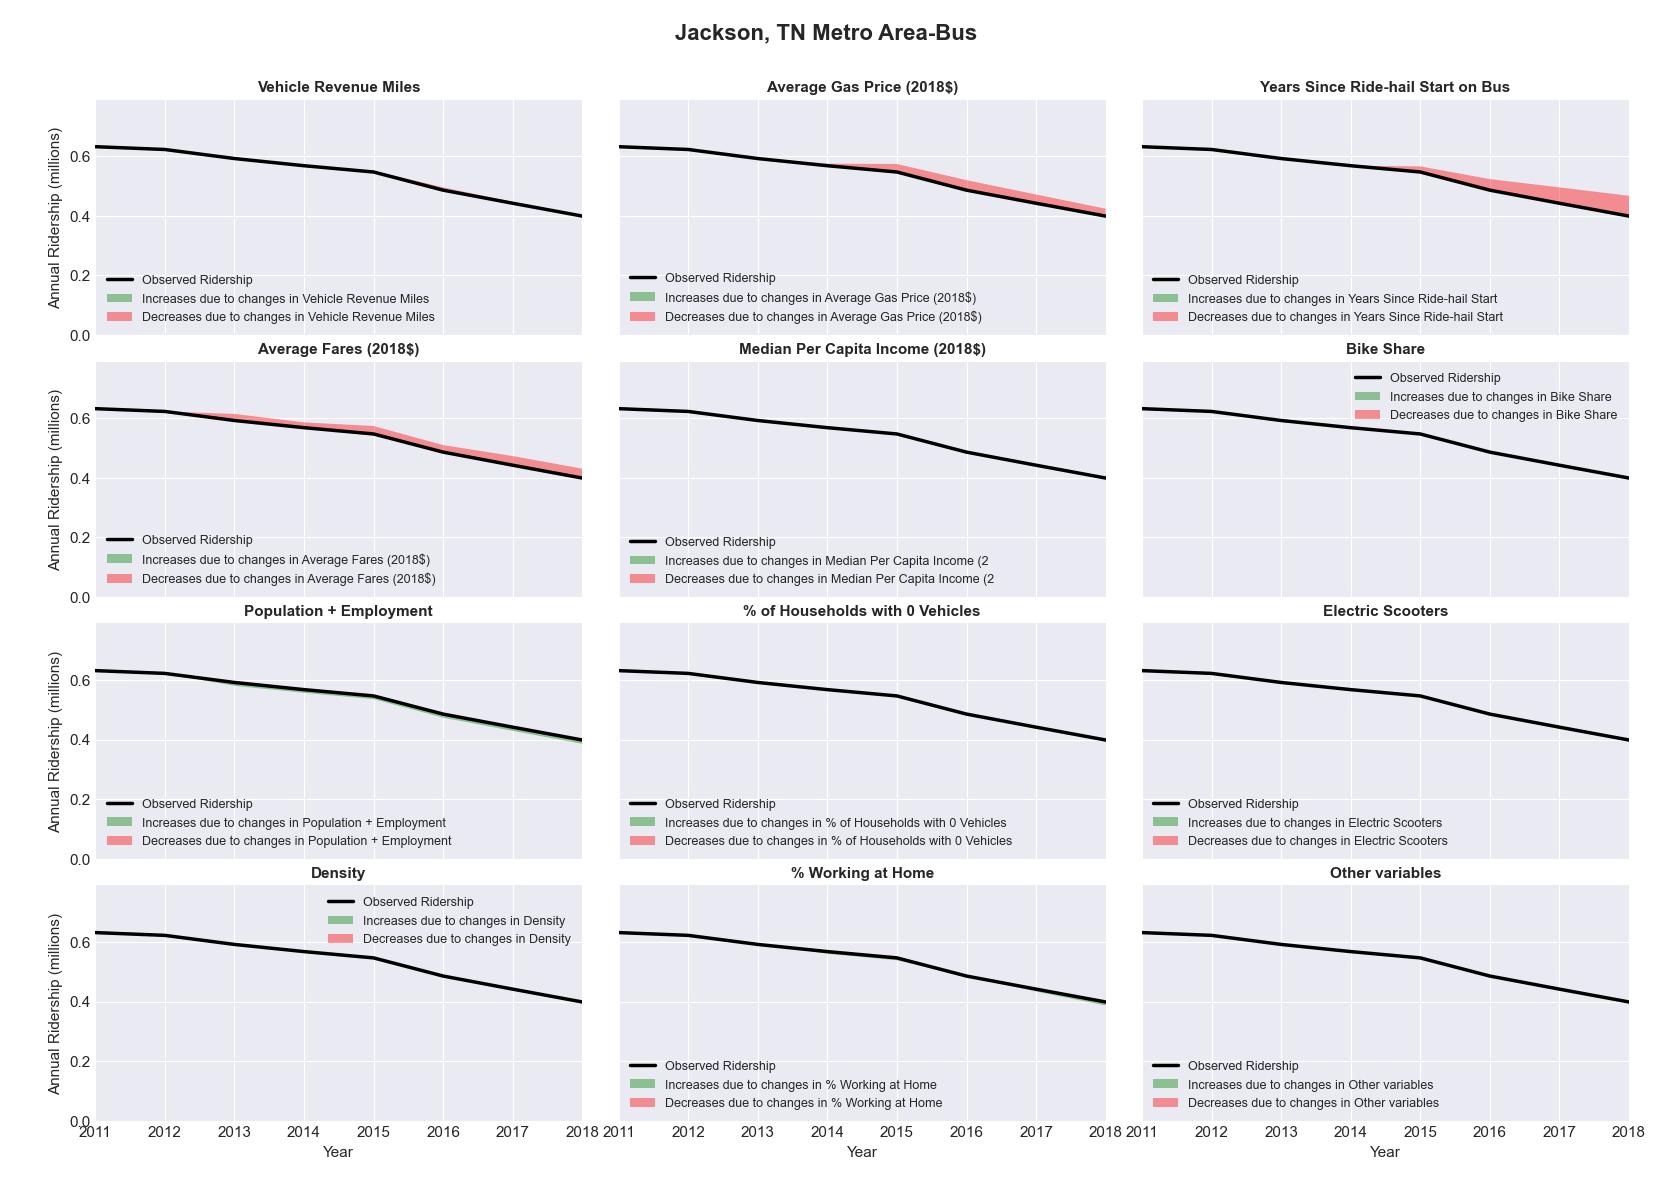 Jackson, TN Metro Area-Bus
Vehicle Revenue Miles
Annual Ridership (millions)
0.6
0.4
0.2
0.0
Observed Ridership
Increases due to changes in Vehicle Revenue Miles
Decreases due to changes in Vehicle Revenue Miles
Average Gas Price (2018$)
Observed Ridership
Increases due to changes in Average Gas Price (2018$)
Decreases due to changes in Average Gas Price (2018$)
Years Since Ride-hail Start on Bus
Observed Ridership
Increases due to changes in Years Since Ride-hail Start
Decreases due to changes in Years Since Ride-hail Start
Average Fares (2018$)
Annual Ridership (millions)
0.6
0.4
0.2
0.0
Observed Ridership
Increases due to changes in Average Fares (2018$)
Decreases due to changes in Average Fares (2018$)
Median Per Capita Income (2018$)
Observed Ridership
Increases due to changes in Median Per Capita Income (2
Decreases due to changes in Median Per Capita Income (2
Bike Share
Observed Ridership
Increases due to changes in Bike Share
Decreases due to changes in Bike Share
Population + Employment
Annual Ridership (millions)
0.6
0.4
0.2
0.0
Observed Ridership
Increases due to changes in Population + Employment
Decreases due to changes in Population + Employment
% of Households with 0 Vehicles
Observed Ridership
Increases due to changes in % of Households with 0 Vehicles
Decreases due to changes in % of Households with 0 Vehicles
Electric Scooters
Observed Ridership
Increases due to changes in Electric Scooters
Decreases due to changes in Electric Scooters
Density
Annual Ridership (millions)
0.6
0.4
0.2
0.0
Observed Ridership
Increases due to changes in Density
Decreases due to changes in Density
2011 2012 2013 2014 2015 2016 2017 2018
Year
% Working at Home
Observed Ridership
Increases due to changes in % Working at Home
Decreases due to changes in % Working at Home
2011 2012 2013 2014 2015 2016 2017 2018
Year
Other variables
Observed Ridership
Increases due to changes in Other variables
Decreases due to changes in Other variables
2011 2012 2013 2014 2015 2016 2017 2018
Year